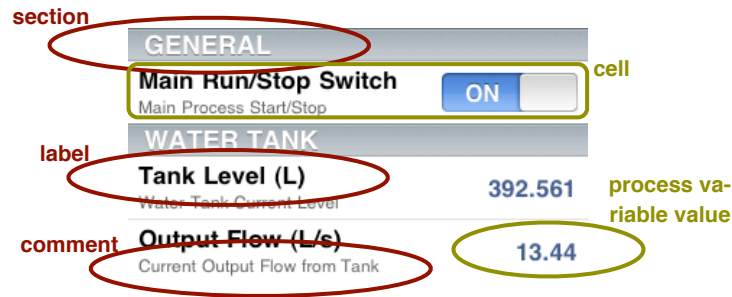 section
GENERAL
Main Run/Stop Switch
ON
cell
Main Process Start/Stop
WATER TANK
label
Tank Level (L)
392.561
Water Tank Current Level
process va-
riable value
comment
Output Flow (L/s)
13.44
Current Output Flow from Tank